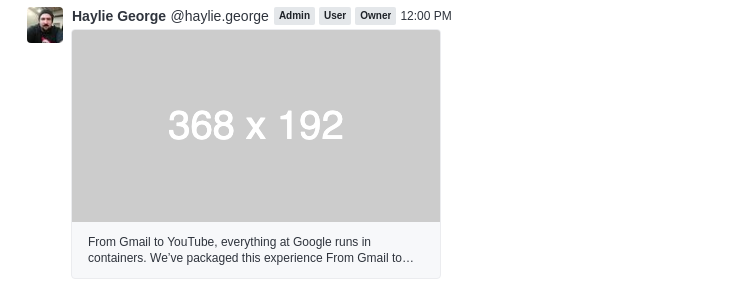 Haylie George @haylie.george Admin User Owner 12:00 PM
368 x 192
From Gmail to YouTube, everything at Google runs in
containers. We’ve packaged this experience From Gmail to…